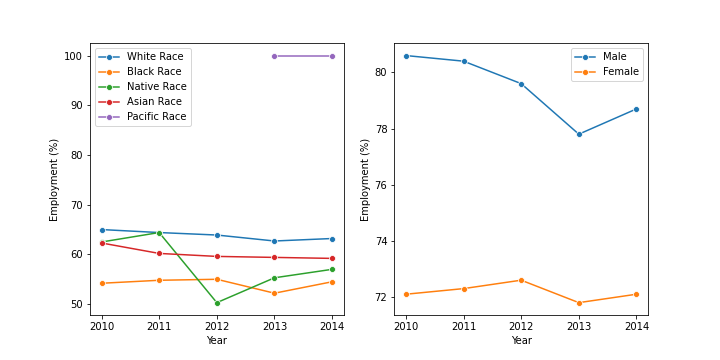 100
90
80
70
60
50
Employment (%)
2010 2011 2012 2013 2014
Year
White Race
Black Race
Native Race
Asian Race
Pacific Race
80
78
76
74
72
Employment (%)
2010 2011 2012 2013 2014
Year
Male
Female